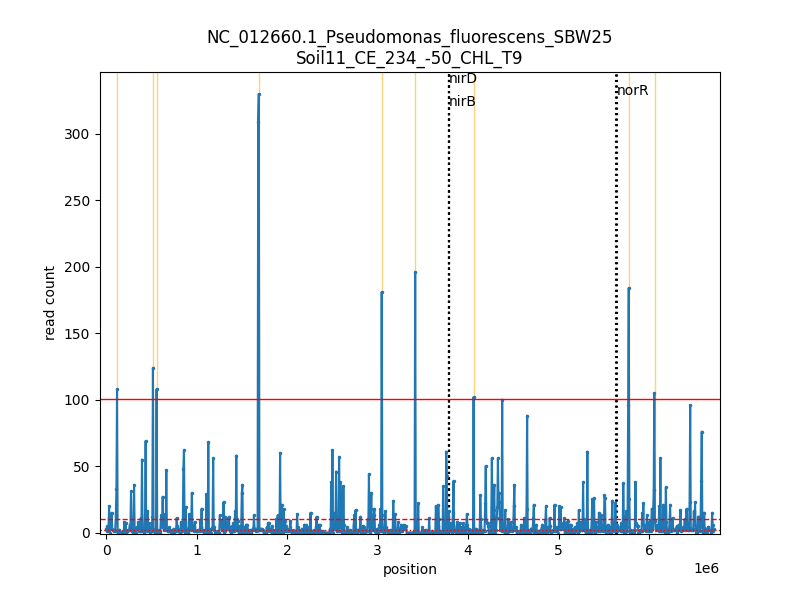 NC_012660.1_Pseudomonas_fluorescens_SBW25
Soil11_CE_234_-50_CHL_T9
nirD
nirB
norR
read count
300
250
200
150
100
50
0
0 1 2 3 4 5 6
1e6
position